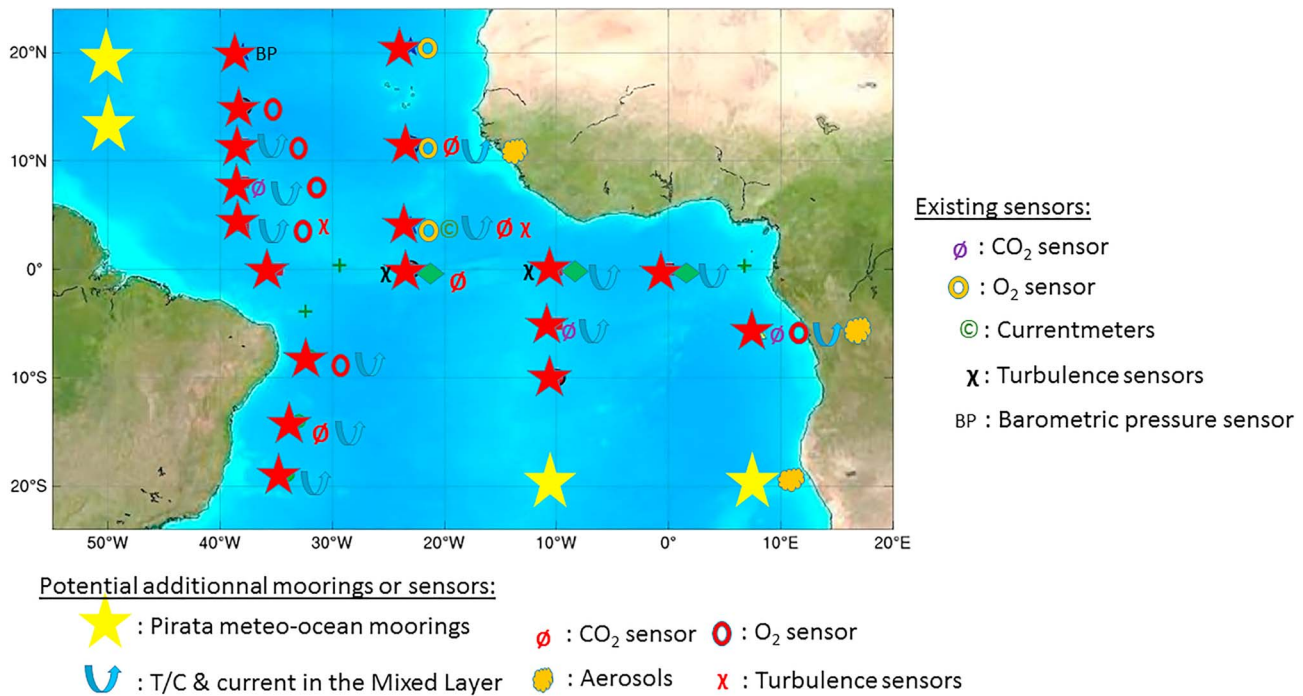 20°N
BP
10°N
0°
10°S
20°S
50°W 40°W 30°W 20°W 10°W 0° 10°E 20°E
χ χ
χ χ
Existing sensors:
ø : CO₂ sensor
: O₂ sensor
© : Currentmeters
χ : Turbulence sensors
BP : Barometric pressure sensor
Potential additionnal moorings or sensors:
: Pirata meteo-ocean moorings
ø : CO₂ sensor
: O₂ sensor
: T/C & current in the Mixed Layer
: Aerosols
χ : Turbulence sensors